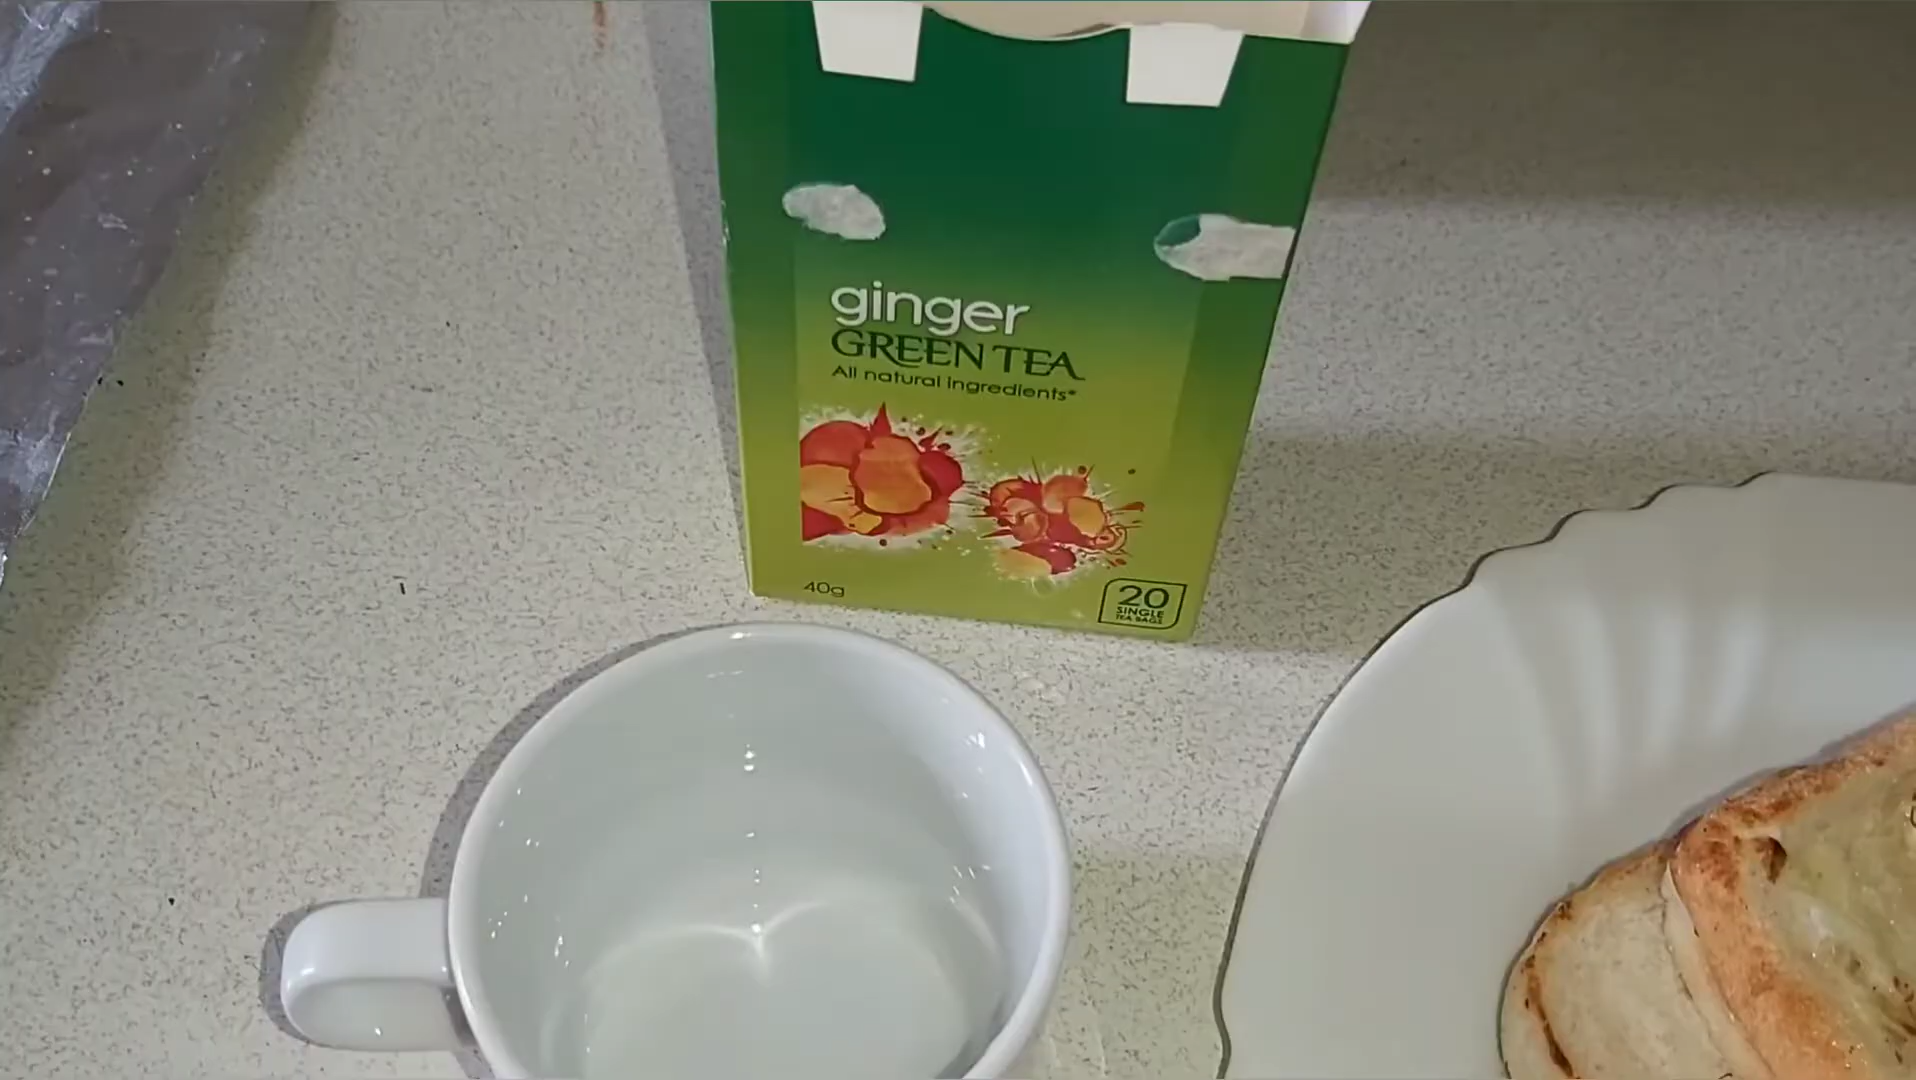 ginger
GREEN TEA
All natural ingredients*
40g
20
SINGLE
TEA BAGS